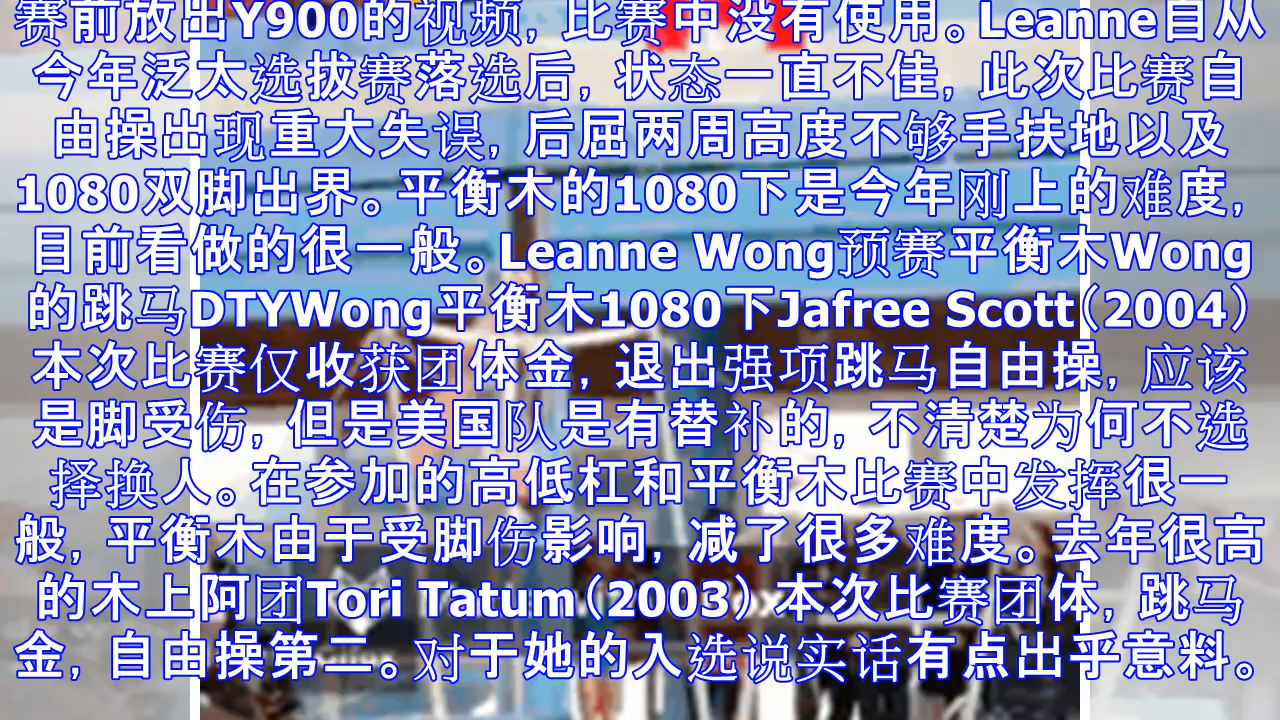 赛前放出Y900的视频, 比赛中没有使用。Leanne自从
今年泛太选拔赛落选后, 状态一直不佳, 此次比赛自
由操出现重大失误, 后屈两周高度不够手扶地以及
1080双脚出界。平衡木的1080下是今年刚上的难度,
目前看做的很一般。Leanne Wong预赛平衡木Wong
的跳马DTYWong平衡木1080下Jafree Scott(2004)
本次比赛仅收获团体金, 退出强项跳马自由操, 应该
是脚受伤, 但是美国队是有替补的, 不清楚为何不选
择换人。在参加的高低杠和平衡木比赛中发挥很一
般, 平衡木由于受脚伤影响, 减了很多难度。去年很高
的木上阿团Tori Tatum(2003)本次比赛团体, 跳马
金, 自由操第二。对于她的入选说实话有点出乎意料。